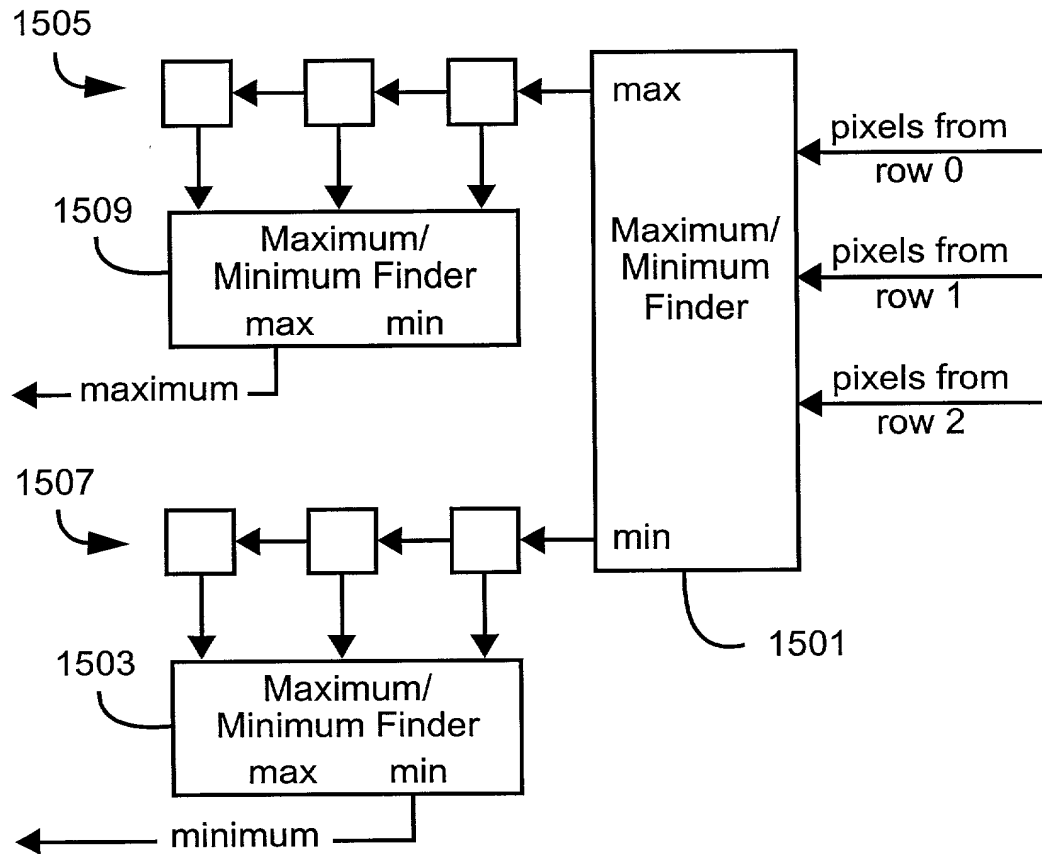 1505
max
pixels from
row 0
1509
Maximum/
Minimum Finder
max min
Maximum/
Minimum
Finder
pixels from
row 1
maximum
pixels from
row 2
1507
min
1501
1503
Maximum/
Minimum Finder
max min
minimum